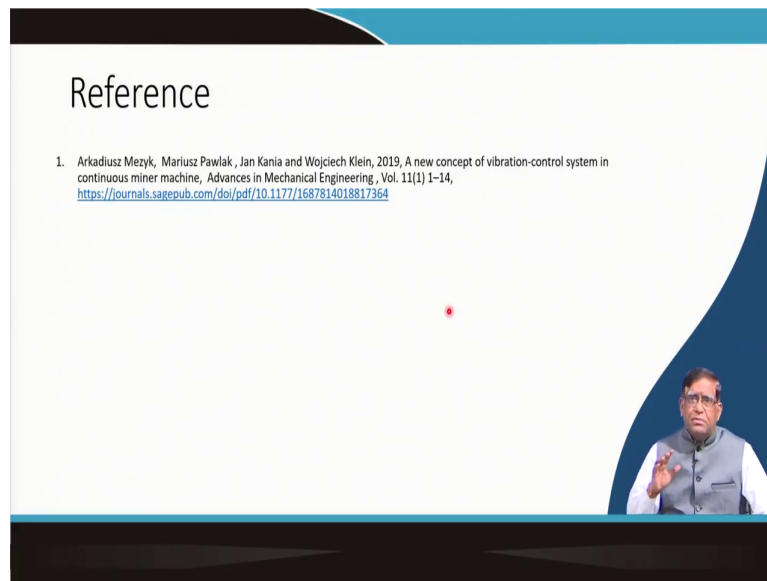 Reference
1. Arkadiusz Mezyk, Mariusz Pawlak , Jan Kania and Wojciech Klein, 2019, A new concept of vibration-control system in
continuous miner machine, Advances in Mechanical Engineering , Vol. 11(1) 1–14,
https://journals.sagepub.com/doi/pdf/10.1177/1687814018817364